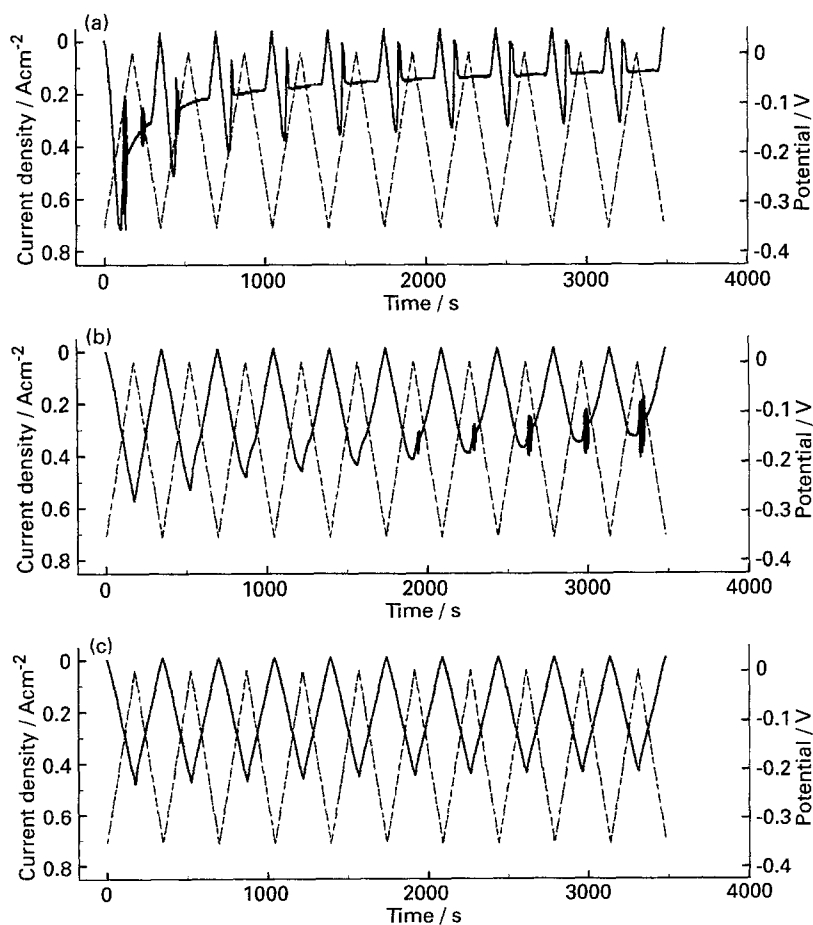 (a)
Current density / Acm⁻²
0
0.2
0.4
0.6
0.8
Potential / V
0
-0.1
-0.2
-0.3
-0.4
0 1000 2000 3000 4000
Time / s
(b)
Current density / Acm⁻²
0
0.2
0.4
0.6
0.8
Potential / V
0
-0.1
-0.2
-0.3
-0.4
0 1000 2000 3000 4000
Time / s
(c)
Current density / Acm⁻²
0
0.2
0.4
0.6
0.8
Potential / V
0
-0.1
-0.2
-0.3
-0.4
0 1000 2000 3000 4000
Time / s